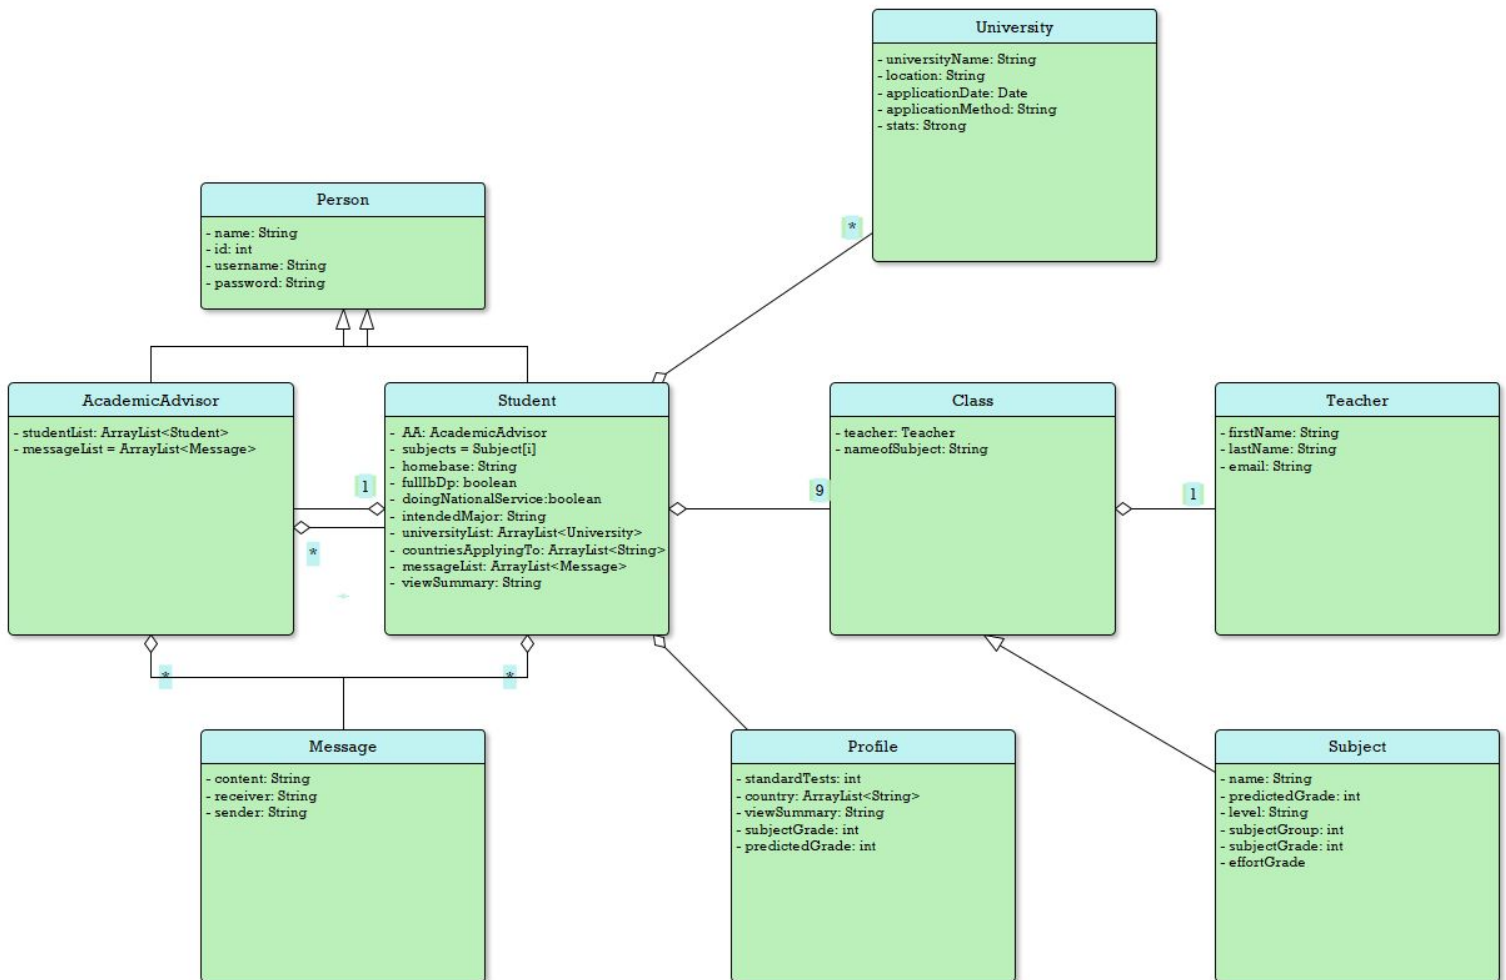 University
- universityName: String
- location: String
- applicationDate: Date
- applicationMethod: String
- stats: Strong
Person
- name: String
- id: int
- username: String
- password: String
*
AcademicAdvisor
- studentList: ArrayList<Student>
- messageList = ArrayList<Message>
Student
- AA: AcademicAdvisor
- subjects = Subject[i]
- homebase: String
- fullIbDp: boolean
- doingNationalService:boolean
- intendedMajor: String
- universityList: ArrayList<University>
- countriesApplyingTo: ArrayList<String>
- messageList: ArrayList<Message>
- viewSummary: String
Class
- teacher: Teacher
- nameofSubject: String
Teacher
- firstName: String
- lastName: String
- email: String
1
*
9
1
*
*
Message
- content: String
- receiver: String
- sender: String
Profile
- standardTests: int
- country: ArrayList<String>
- viewSummary: String
- subjectGrade: int
- predictedGrade: int
Subject
- name: String
- predictedGrade: int
- level: String
- subjectGroup: int
- subjectGrade: int
- effortGrade